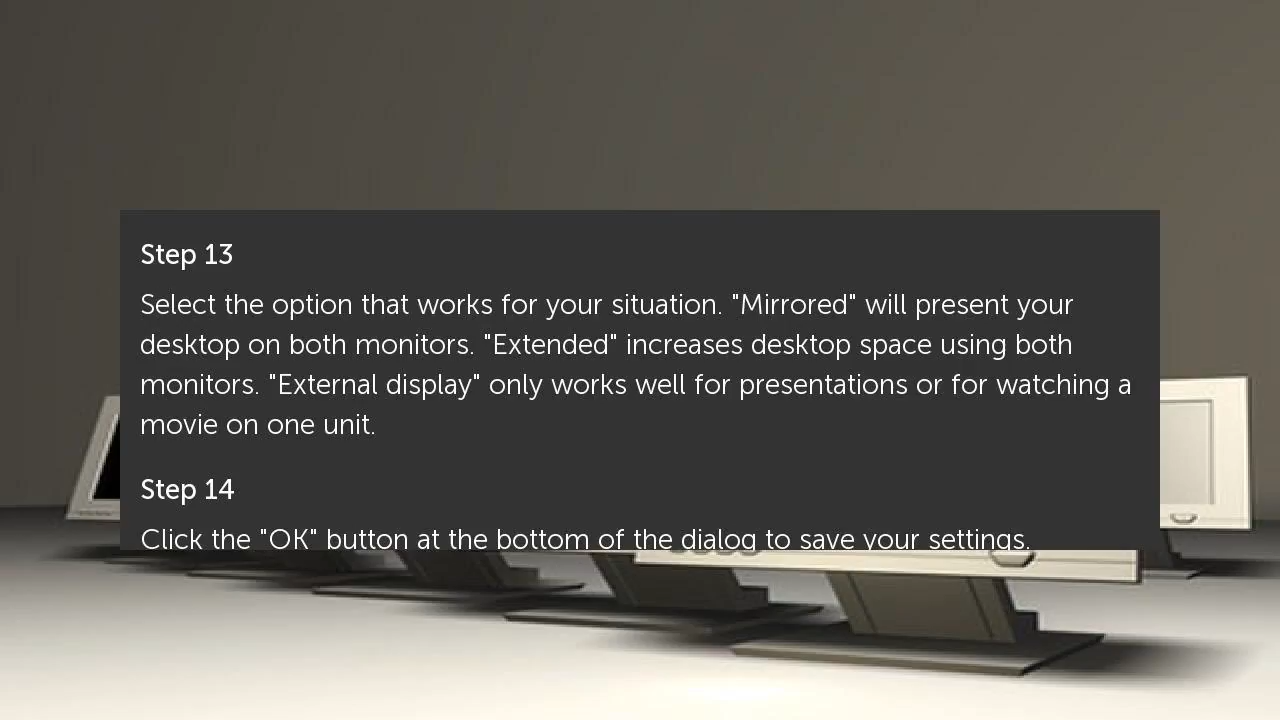 Step 13
Select the option that works for your situation. "Mirrored" will present your
desktop on both monitors. "Extended" increases desktop space using both
monitors. "External display" only works well for presentations or for watching a
movie on one unit.
Step 14
Click the "OK" button at the bottom of the dialog to save your settings.